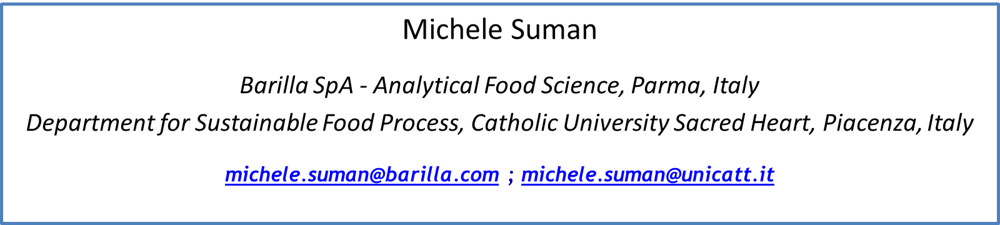 Michele Suman
Barilla SpA - Analytical Food Science, Parma, Italy
Department for Sustainable Food Process, Catholic University Sacred Heart, Piacenza, Italy
michele.suman@barilla.com ; michele.suman@unicatt.it